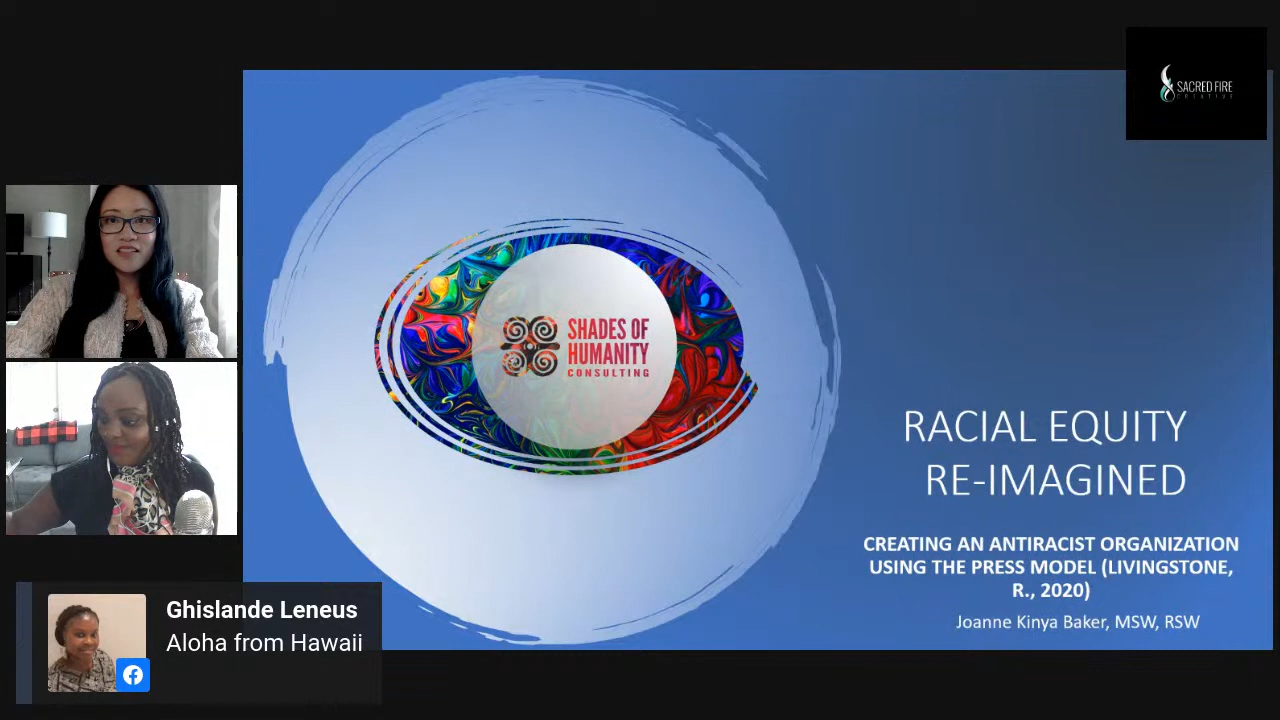 SACRED FIRE
CREATIVE
SHADES OF
HUMANITY
CONSULTING
RACIAL EQUITY
RE-IMAGINED
CREATING AN ANTIRACIST ORGANIZATION
USING THE PRESS MODEL (LIVINGSTONE,
R., 2020)
Joanne Kinya Baker, MSW, RSW
Ghislande Leneus
Aloha from Hawaii